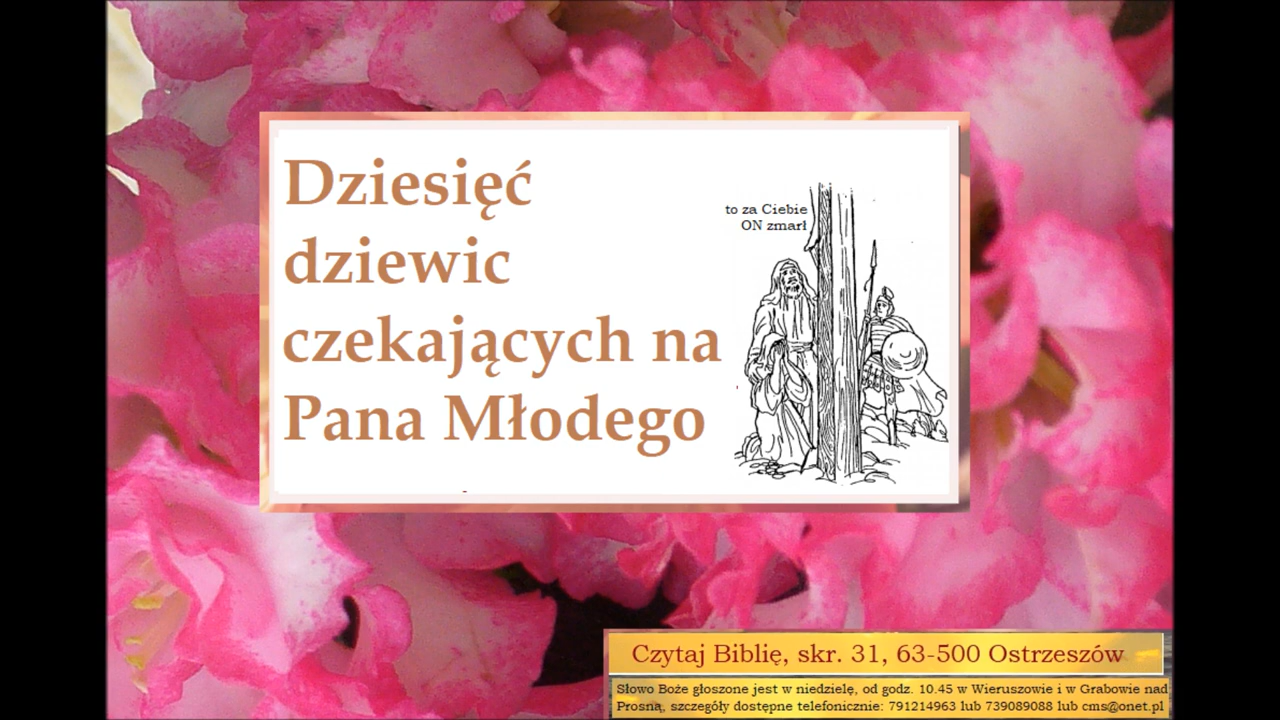 Dziesięć
dziewic
czekających na
Pana Młodego
to za Ciebie
ON zmarł
Czytaj Biblię, skr. 31, 63-500 Ostrzeszów
Słowo Boże głoszone jest w niedzielę, od godz. 10.45 w Wieruszowie i w Grabowie nad
Prosną, szczegóły dostępne telefonicznie: 791214963 lub 739089088 lub cms@onet.pl